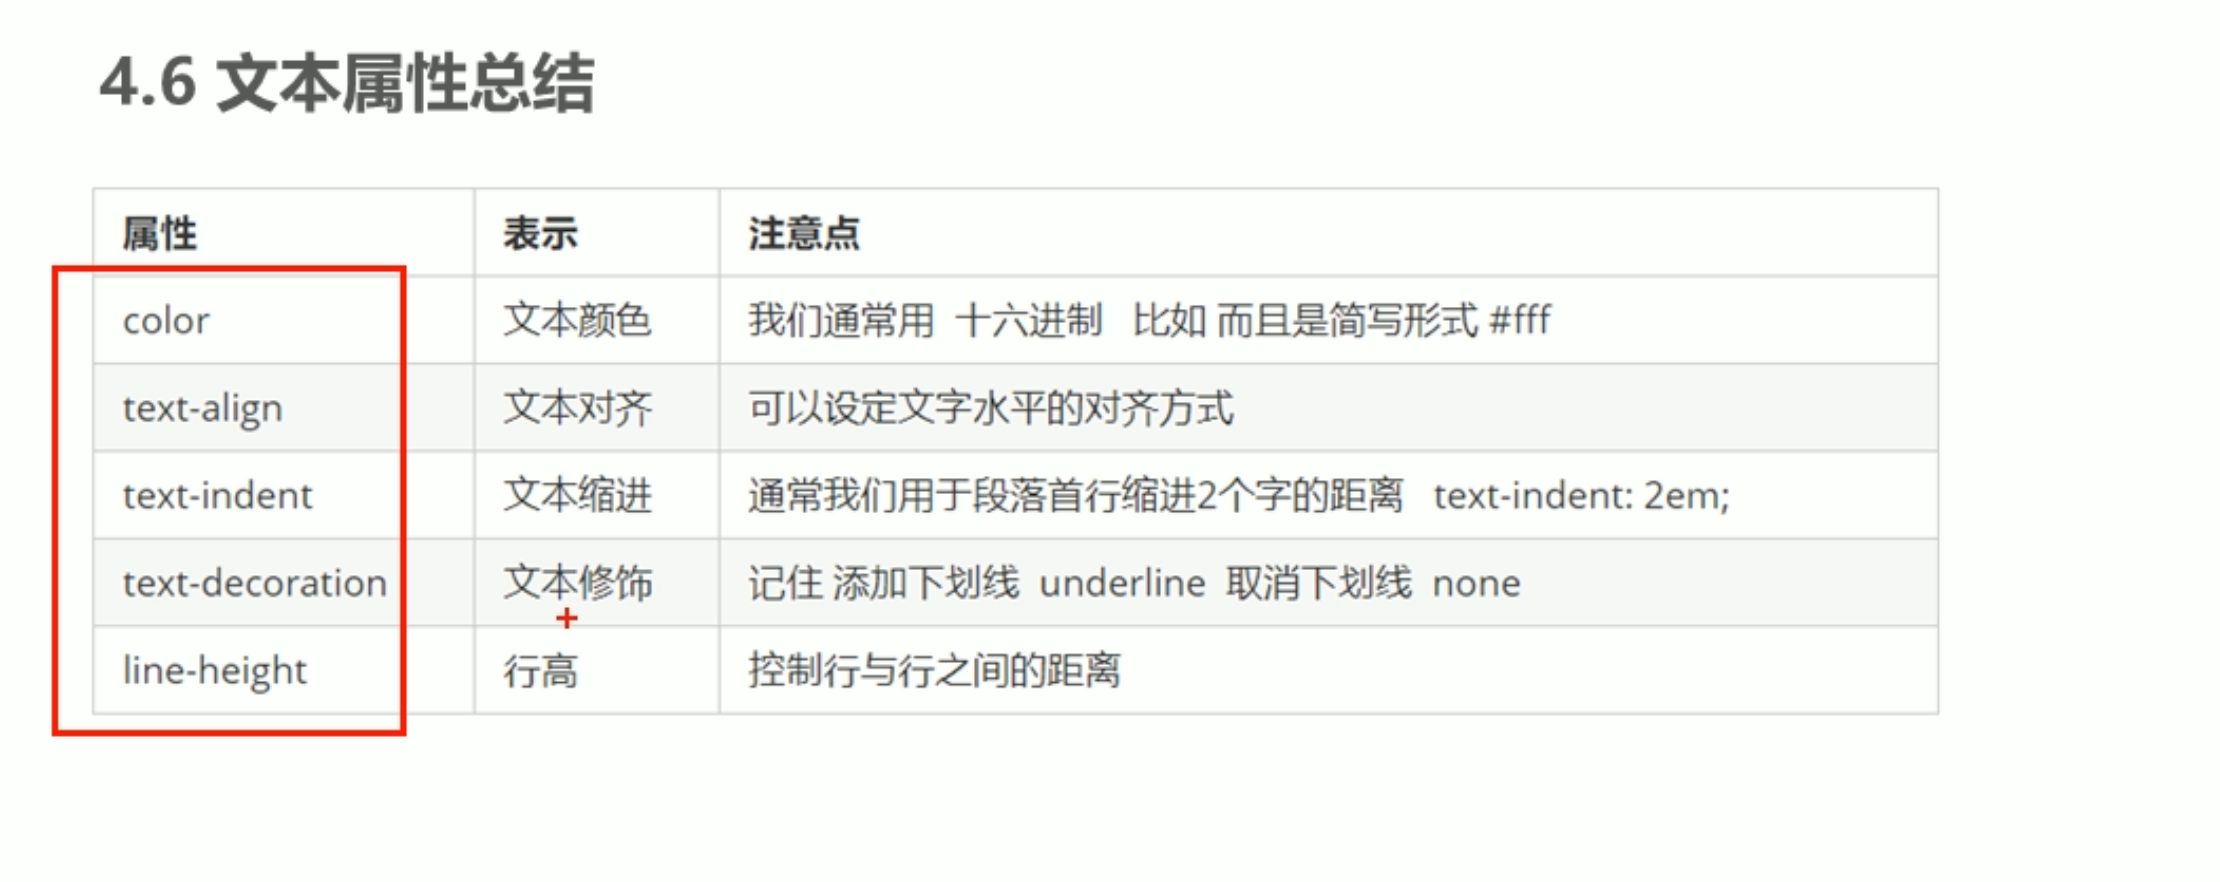 4.6 文本属性总结
属性 表示 注意点
color 文本颜色 我们通常用 十六进制 比如 而且是简写形式 #fff
text-align 文本对齐 可以设定文字水平的对齐方式
text-indent 文本缩进 通常我们用于段落首行缩进2个字的距离 text-indent: 2em;
text-decoration 文本修饰 记住 添加下划线 underline 取消下划线 none
line-height 行高 控制行与行之间的距离